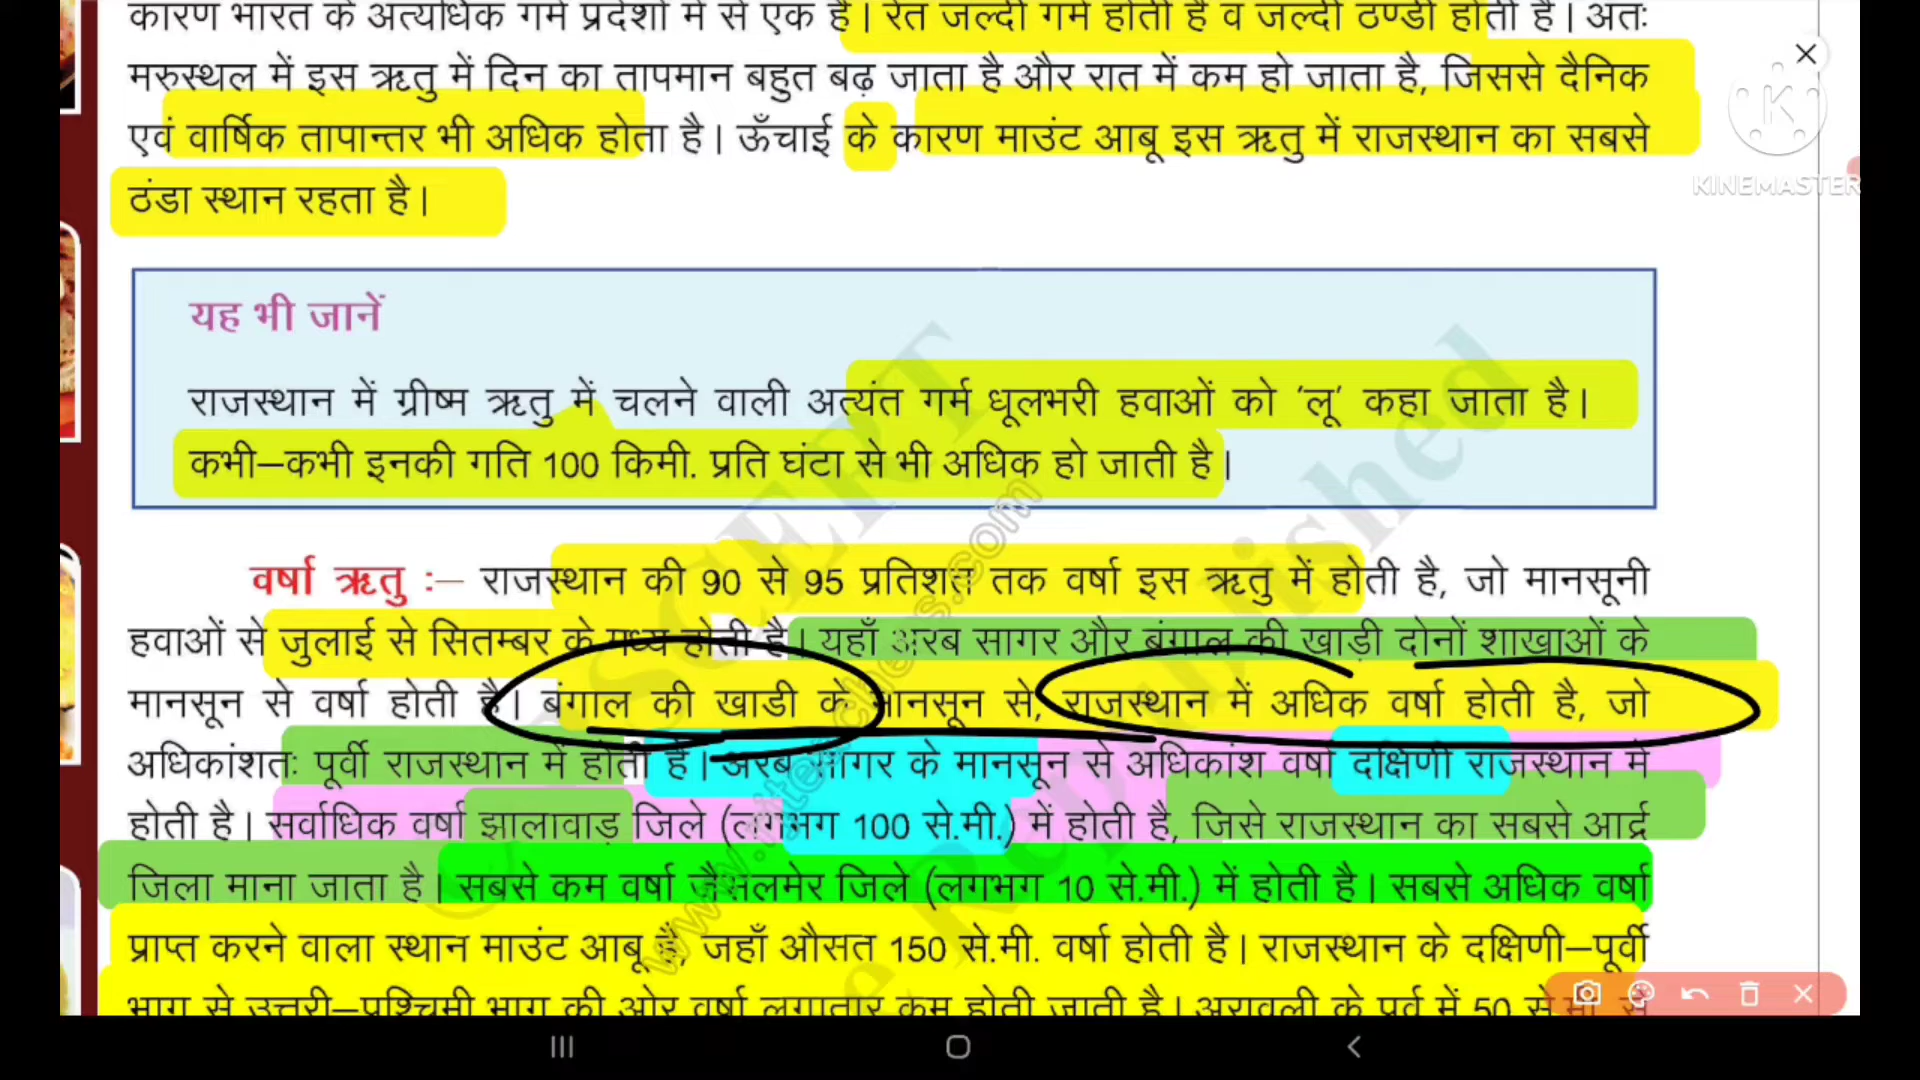 कारण भारत के अत्यधिक गर्म प्रदेशों में से एक है। रेत जल्दी गर्म होती है व जल्दी ठण्डी होती है। अतः
मरुस्थल में इस ऋतु में दिन का तापमान बहुत बढ़ जाता है और रात में कम हो जाता है, जिससे दैनिक
एवं वार्षिक तापान्तर भी अधिक होता है। ऊँचाई के कारण माउंट आबू इस ऋतु में राजस्थान का सबसे
ठंडा स्थान रहता है।
KINEMASTER
यह भी जानें
राजस्थान में ग्रीष्म ऋतु में चलने वाली अत्यंत गर्म धूलभरी हवाओं को 'लू' कहा जाता है।
कभी–कभी इनकी गति 100 किमी. प्रति घंटा से भी अधिक हो जाती है।
वर्षा ऋतु :– राजस्थान की 90 से 95 प्रतिशत तक वर्षा इस ऋतु में होती है, जो मानसूनी
हवाओं से जुलाई से सितम्बर के मध्य होती है। यहाँ अरब सागर और बंगाल की खाड़ी दोनों शाखाओं के
मानसून से वर्षा होती है। बंगाल की खाडी के मानसून से, राजस्थान में अधिक वर्षा होती है, जो
अधिकांशतः पूर्वी राजस्थान में होती है। अरब सागर के मानसून से अधिकांश वर्षा दक्षिणी राजस्थान में
होती है। सर्वाधिक वर्षा झालावाड़ जिले (लगभग 100 से.मी.) में होती है, जिसे राजस्थान का सबसे आर्द्र
जिला माना जाता है। सबसे कम वर्षा जैसलमेर जिले (लगभग 10 से.मी.) में होती है। सबसे अधिक वर्षा
प्राप्त करने वाला स्थान माउंट आबू है, जहाँ औसत 150 से.मी. वर्षा होती है। राजस्थान के दक्षिणी–पूर्वी
भाग से उत्तरी–पश्चिमी भाग की ओर वर्षा लगातार कम होती जाती है। अरावली के पूर्व में 50 से.मी. से